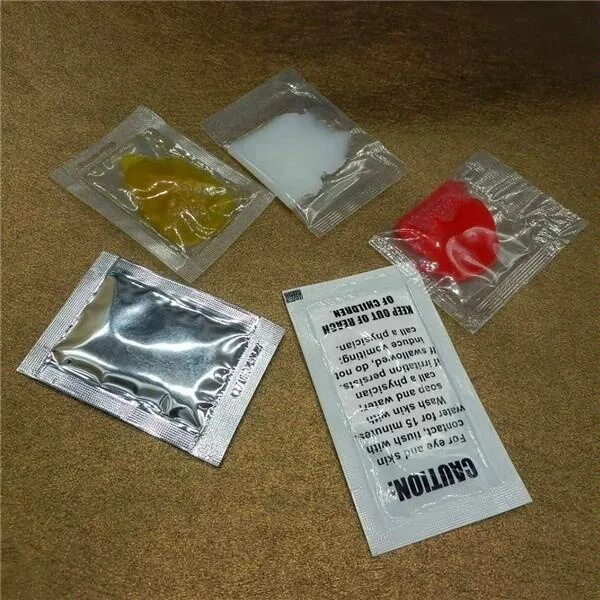 CAUTION:
For eye and skin
contact, flush with
water for 15 minutes.
Wash skin with
soap and water;
call a physician
if irritation persists.
If swallowed, do not
induce vomiting;
call a physician.
KEEP OUT OF REACH
OF CHILDREN